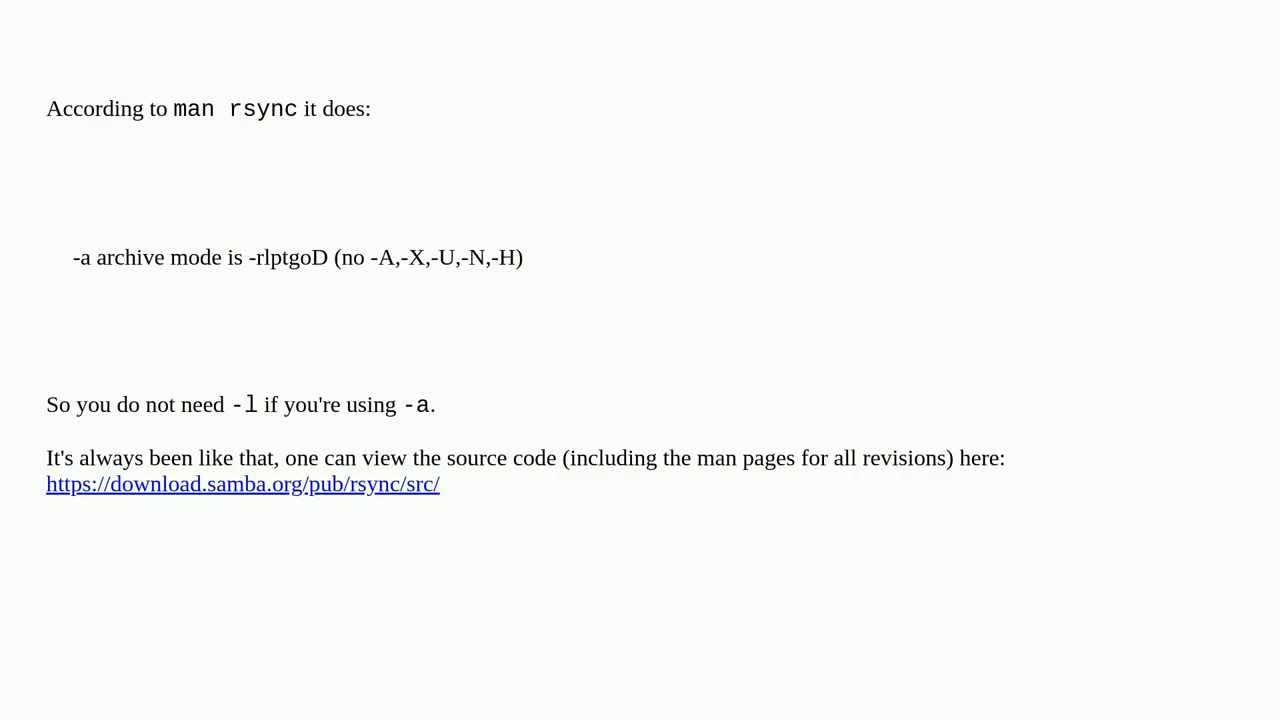 According to man rsync it does:
-a archive mode is -rlptgoD (no -A,-X,-U,-N,-H)
So you do not need -l if you're using -a.
It's always been like that, one can view the source code (including the man pages for all revisions) here:
https://download.samba.org/pub/rsync/src/